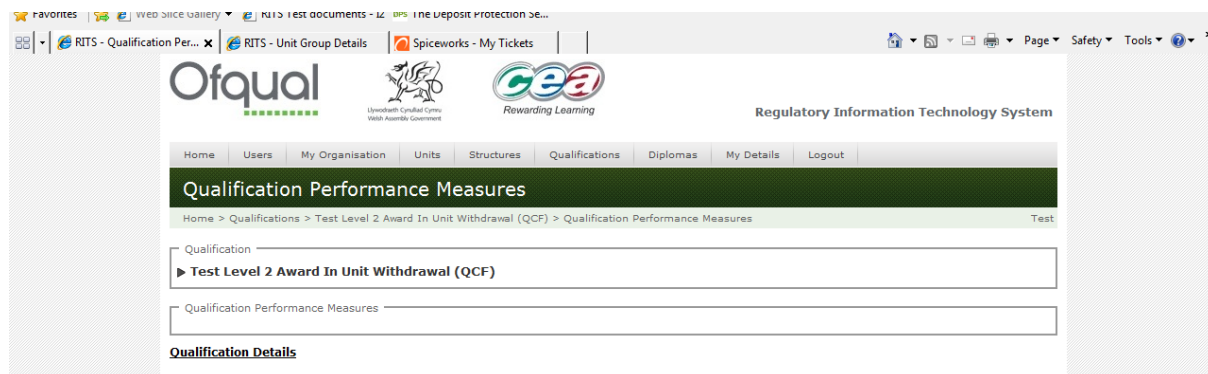 Favorites Web Slice Gallery RITS Test documents - IZ DPS The Deposit Protection Se...
RITS - Qualification Per... X RITS - Unit Group Details Spiceworks - My Tickets Page Safety Tools
Ofqual
Llywodraeth Cynulliad Cymru
Welsh Assembly Government
cea
Rewarding Learning
Regulatory Information Technology System
Home Users My Organisation Units Structures Qualifications Diplomas My Details Logout
Qualification Performance Measures
Home > Qualifications > Test Level 2 Award In Unit Withdrawal (QCF) > Qualification Performance Measures Test
Qualification
Test Level 2 Award In Unit Withdrawal (QCF)
Qualification Performance Measures
Qualification Details